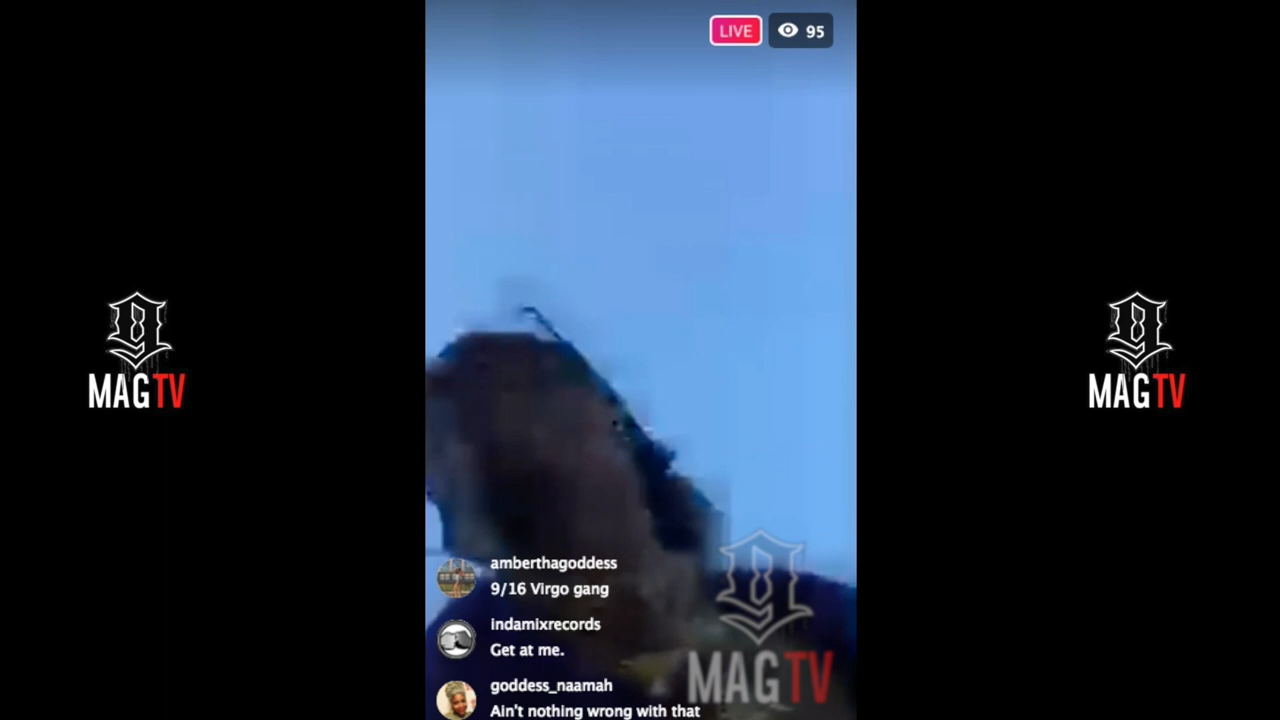 LIVE 95
MAGTV
MAGTV
amberthagoddess
9/16 Virgo gang
indamixrecords
Get at me.
goddess_naamah
Ain't nothing wrong with that
MAGTV